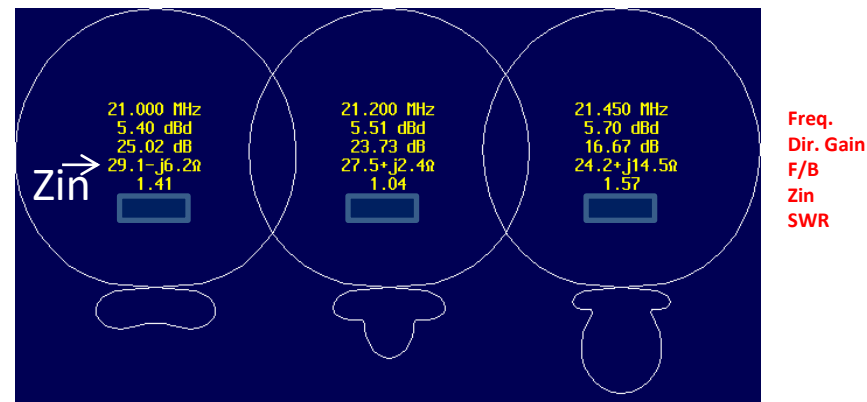 21.000 MHz
5.40 dBd
25.02 dB
29.1-j6.2Ω
1.41
21.200 MHz
5.51 dBd
23.73 dB
27.5+j2.4Ω
1.04
21.450 MHz
5.70 dBd
16.67 dB
24.2+j14.5Ω
1.57
Zin
Freq.
Dir. Gain
F/B
Zin
SWR